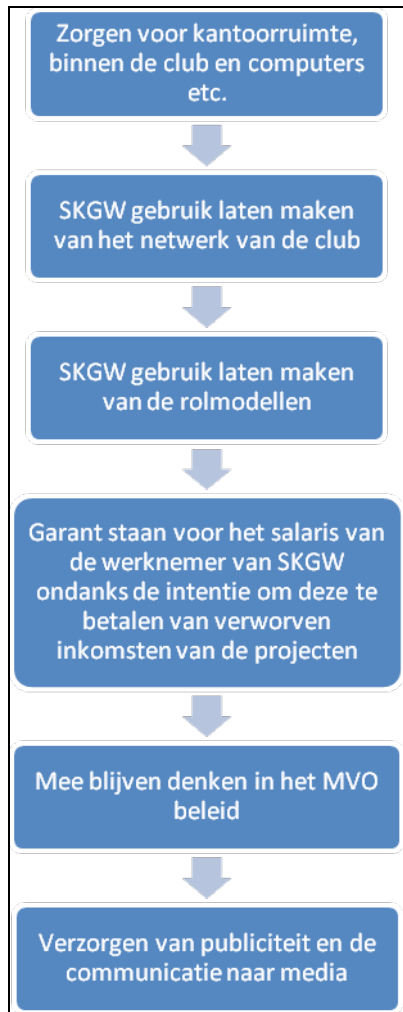 Zorgen voor kantoorruimte,
binnen de club en computers
etc.
SKGW gebruik laten maken
van het netwerk van de club
SKGW gebruik laten maken
van de rolmodellen
Garant staan voor het salaris van
de werknemer van SKGW
ondanks de intentie om deze te
betalen van verworven
inkomsten van de projecten
Mee blijven denken in het MVO
beleid
Verzorgen van publiciteit en de
communicatie naar media